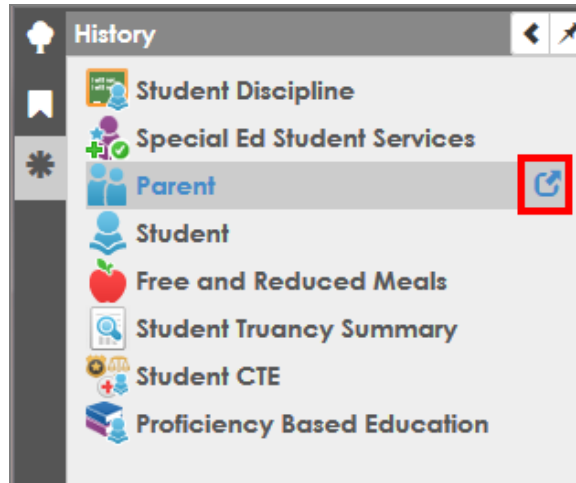 History
Student Discipline
Special Ed Student Services
Parent
Student
Free and Reduced Meals
Student Truancy Summary
Student CTE
Proficiency Based Education